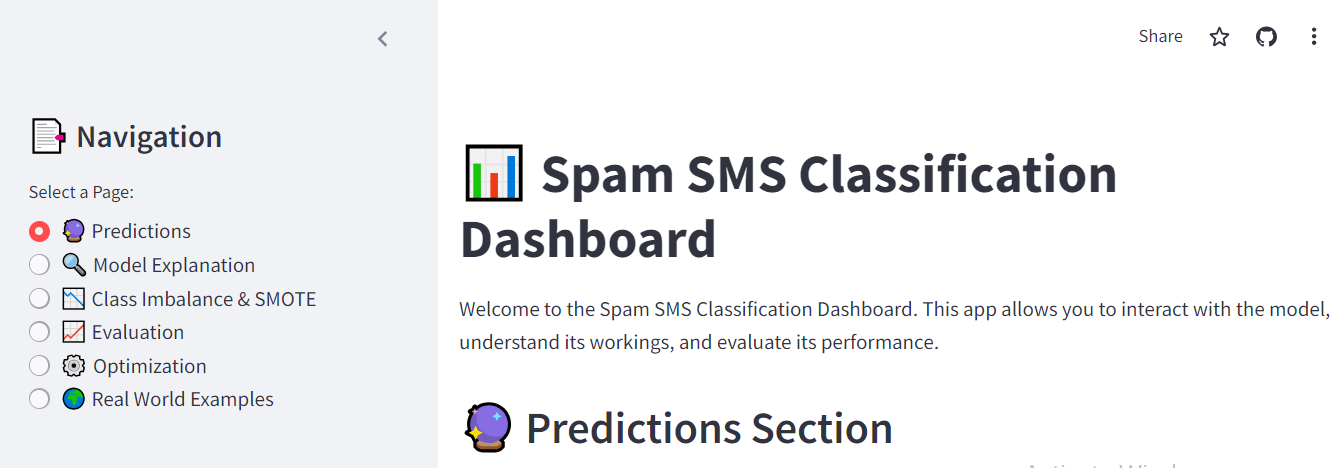 Share
Navigation
Select a Page:
Predictions
Model Explanation
Class Imbalance & SMOTE
Evaluation
Optimization
Real World Examples
Spam SMS Classification
Dashboard
Welcome to the Spam SMS Classification Dashboard. This app allows you to interact with the model,
understand its workings, and evaluate its performance.
Predictions Section